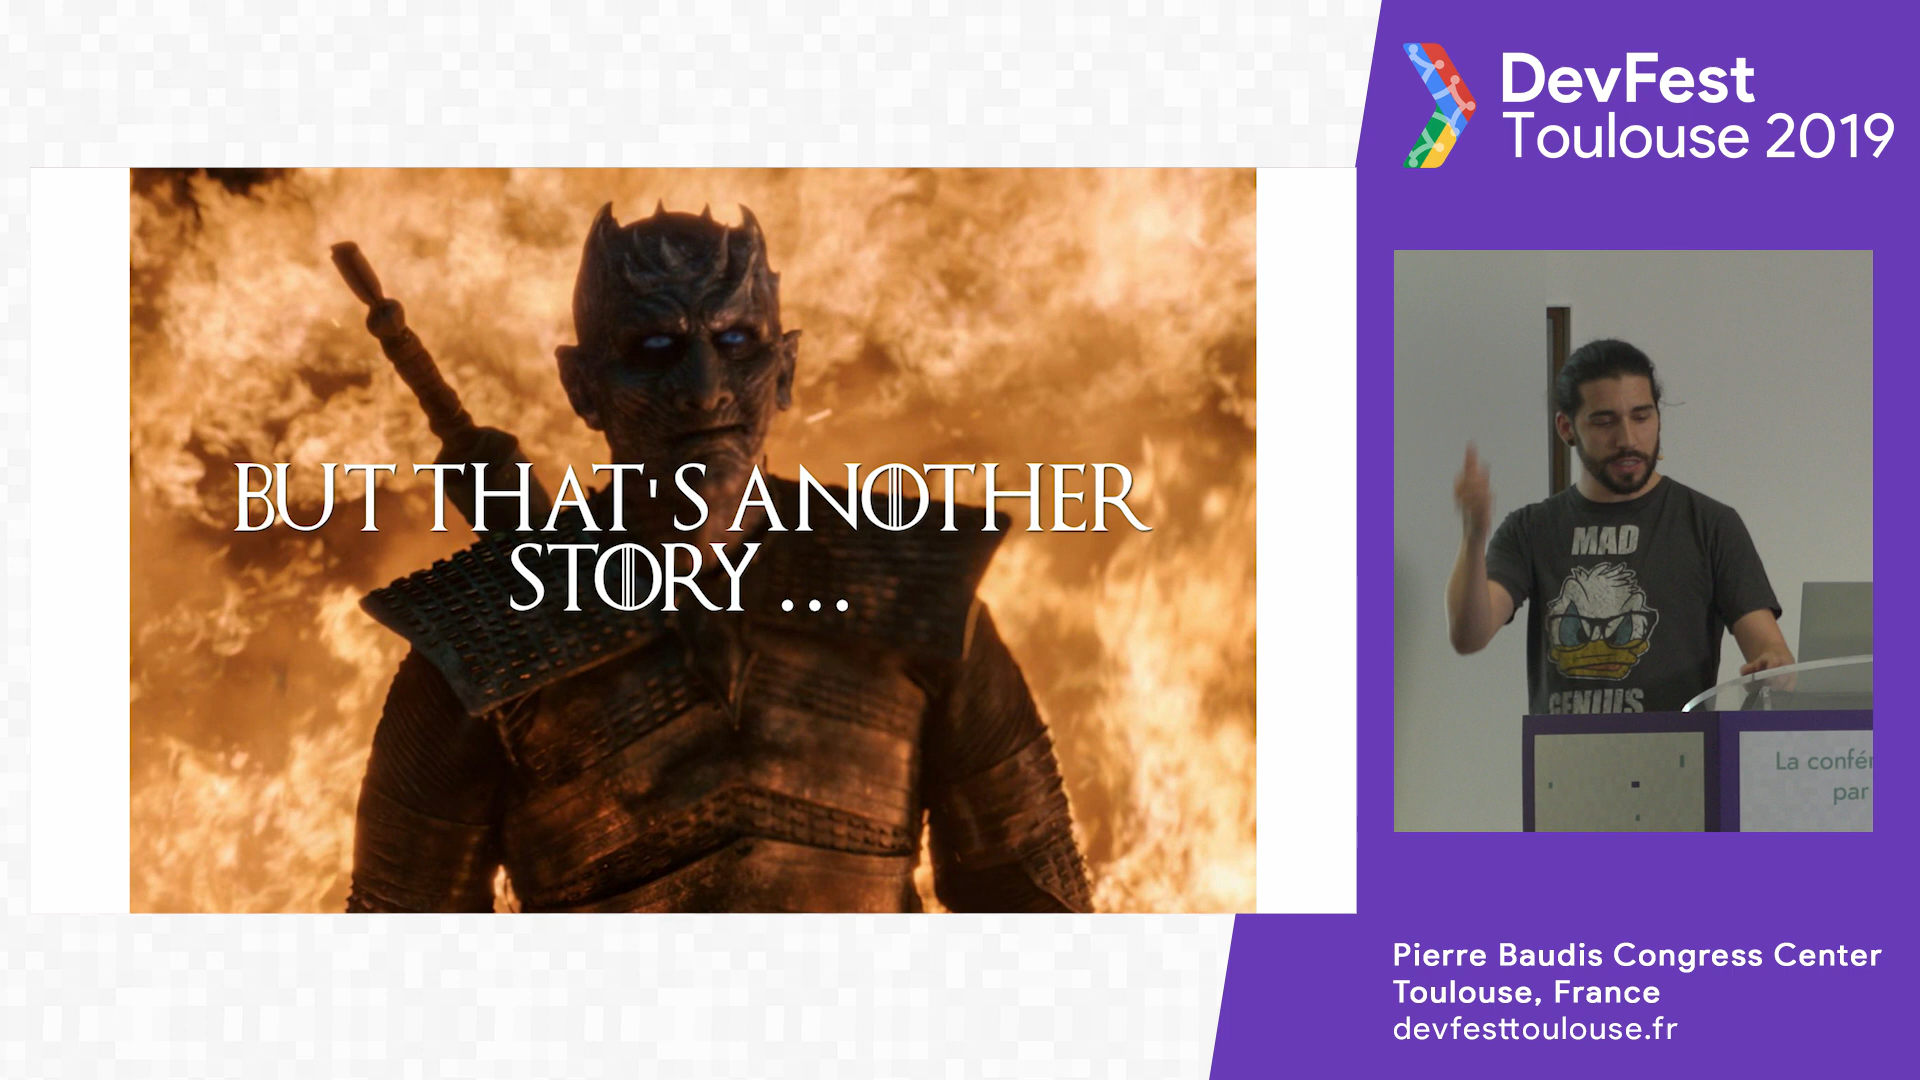 DevFest
Toulouse 2019
BUT THAT'S ANOTHER
STORY ...
MAD
GENIUS
La confé
par
Pierre Baudis Congress Center
Toulouse, France
devfesttoulouse.fr